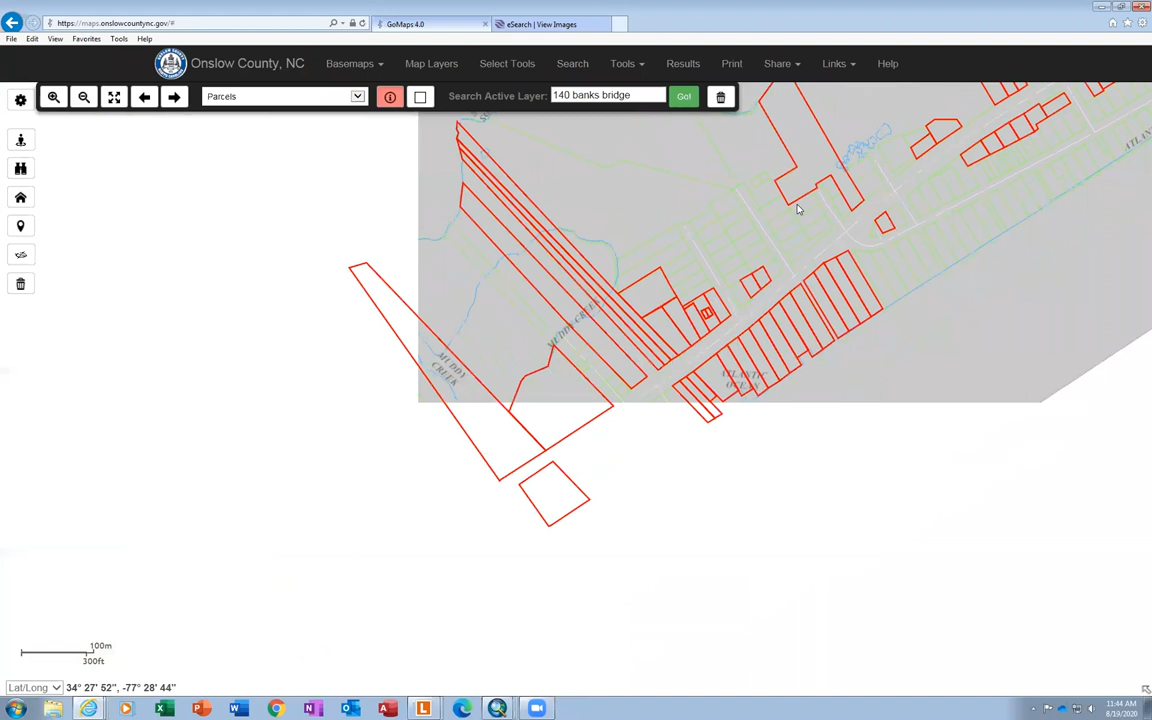 https://maps.onslowcountync.gov/#
GoMaps 4.0
eSearch | View Images
File Edit View Favorites Tools Help
Onslow County, NC Basemaps Map Layers Select Tools Search Tools Results Print Share Links Help
Parcels
Search Active Layer: 140 banks bridge Go!
MUDDY CREEK
MUDDY
CREEK
ATLANTIC
OCEAN
100m
300ft
Lat/Long 34° 27' 52", -77° 28' 44"
11:44 AM
8/19/2020